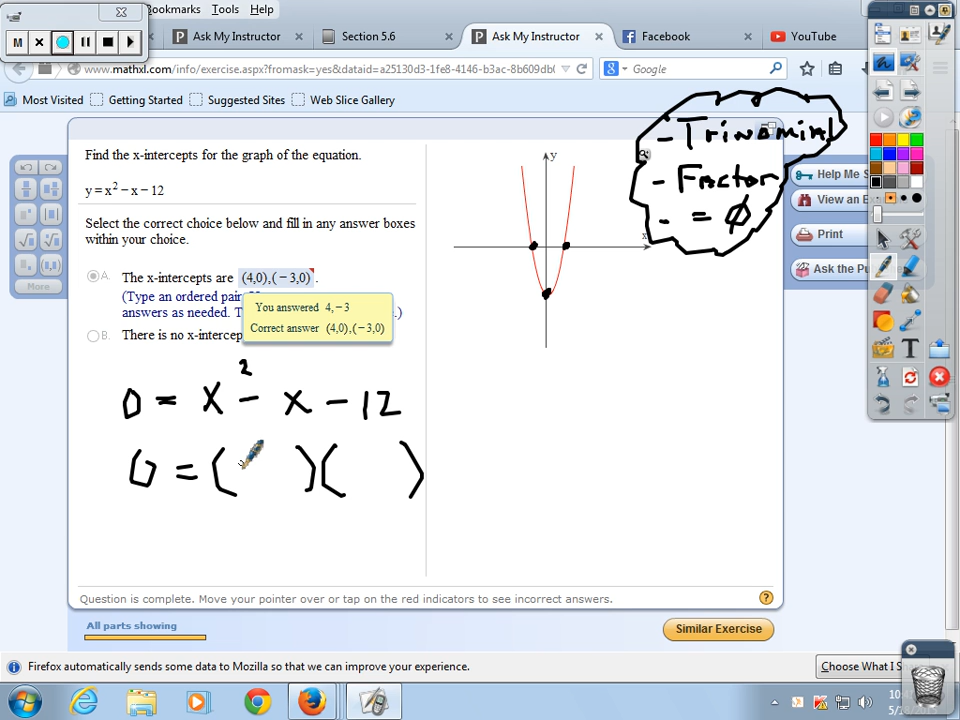 x-Intercepts Tools Help
M
Ask My Instructor
Section 5.6
Ask My Instructor
Facebook
YouTube
www.mathxl.com/info/exercise.aspx?fromask=yes&dataid=a25130d3-1fe8-4146-b3ac-8b609db
Google
Most Visited Getting Started Suggested Sites Web Slice Gallery
Find the x-intercepts for the graph of the equation.
y = x² − x − 12
Select the correct choice below and fill in any answer boxes
within your choice.
A. The x-intercepts are (4,0),(−3,0).
(Type an ordered pair.
answers as needed.
You answered 4, −3
Correct answer (4,0),(−3,0)
B. There is no x-intercep
y
x
- Trinomial
- Factor
- = ∅
0 = x² - x - 12
0 = ( )( )
More
Help Me S
View an E
Print
Ask the Pu
Question is complete. Move your pointer over or tap on the red indicators to see incorrect answers.
All parts showing
Similar Exercise
Firefox automatically sends some data to Mozilla so that we can improve your experience.
Choose What I S